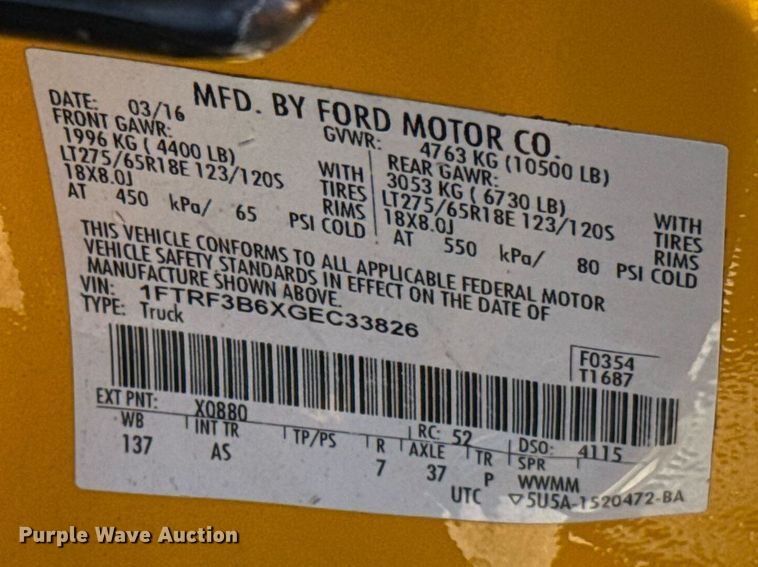 MFD. BY FORD MOTOR CO.
DATE: 03/16 GVWR: 4763 KG (10500 LB)
FRONT GAWR: REAR GAWR:
1996 KG ( 4400 LB) WITH 3053 KG ( 6730 LB) WITH
LT275/65R18E 123/120S TIRES LT275/65R18E 123/120S TIRES
18X8.0J RIMS 18X8.0J RIMS
AT 450 kPa/ 65 PSI COLD AT 550 kPa/ 80 PSI COLD
THIS VEHICLE CONFORMS TO ALL APPLICABLE FEDERAL MOTOR
VEHICLE SAFETY STANDARDS IN EFFECT ON THE DATE OF
MANUFACTURE SHOWN ABOVE.
VIN: 1FTRF3B6XGEC33826
TYPE: Truck
F0354
T1687
EXT PNT: XO880 RC: 52 DSO: 4115
WB INT TR TP/PS R AXLE TR SPR
137 AS 7 37 P WWMM
UTC ▽5U5A-1520472-BA
Purple Wave Auction